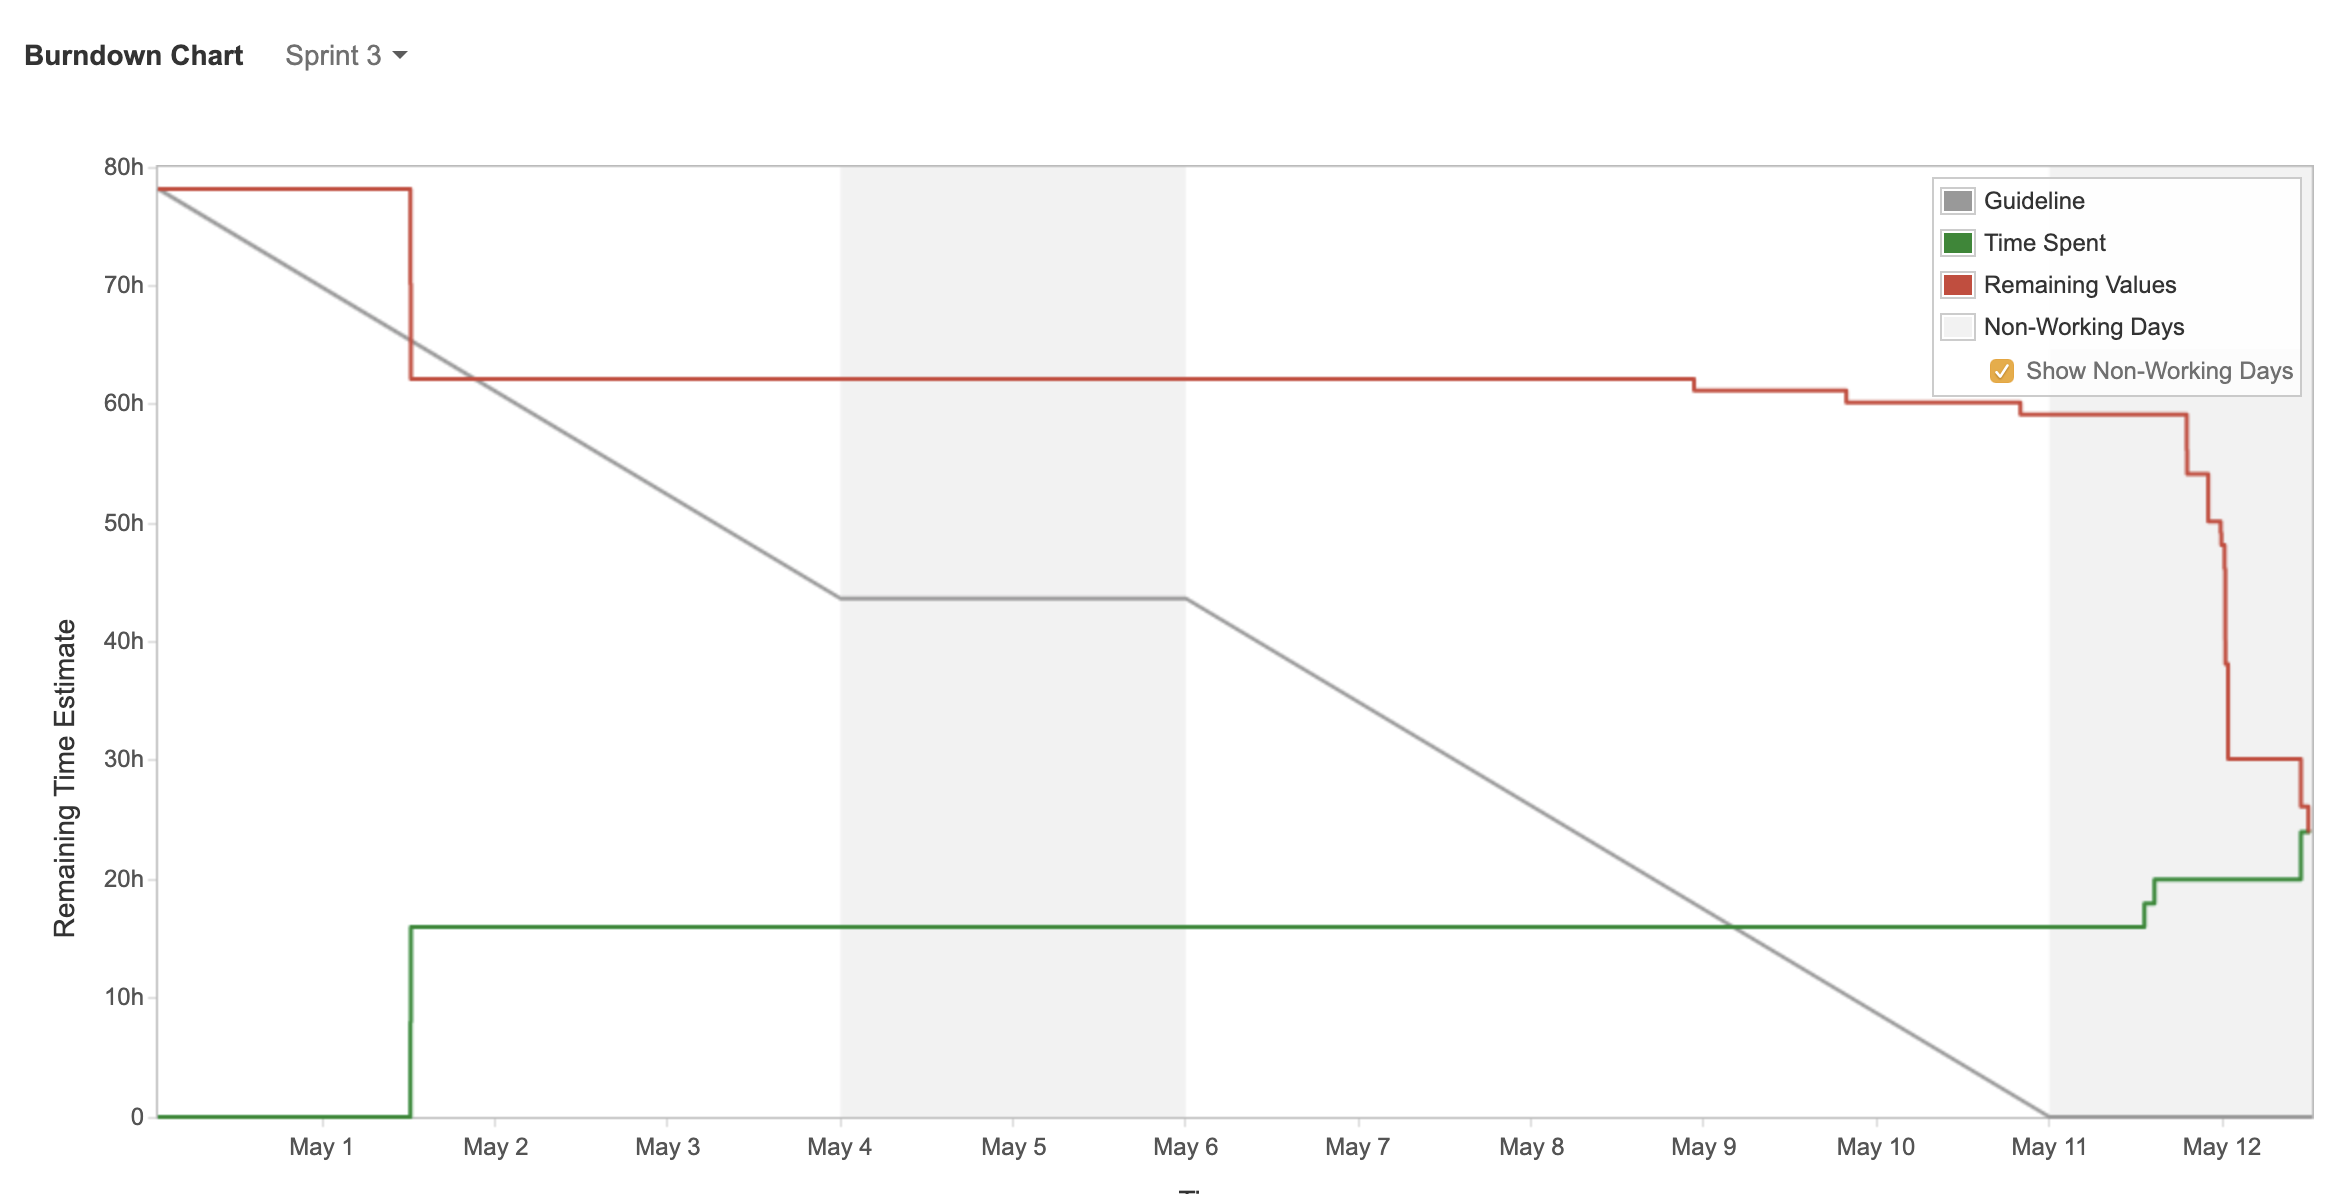 Burndown Chart Sprint 3
80h
70h
60h
50h
40h
30h
20h
10h
0
Remaining Time Estimate
Guideline
Time Spent
Remaining Values
Non-Working Days
Show Non-Working Days
May 1 May 2 May 3 May 4 May 5 May 6 May 7 May 8 May 9 May 10 May 11 May 12